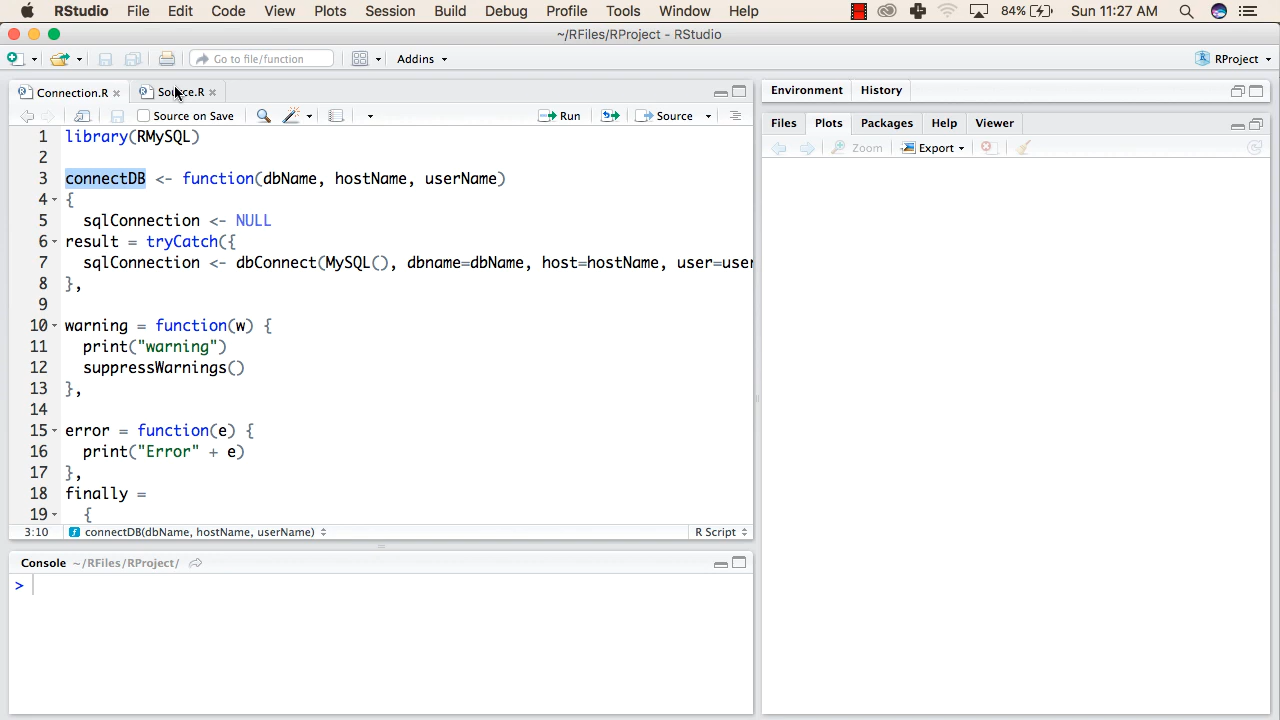 RStudio File Edit Code View Plots Session Build Debug Profile Tools Window Help 84% Sun 11:27 AM
~/RFiles/RProject - RStudio
Go to file/function Addins RProject
Connection.R Source.R
Source on Save Run Source
1 library(RMySQL)
2
3 connectDB <- function(dbName, hostName, userName)
4 {
5 sqlConnection <- NULL
6 result = tryCatch({
7 sqlConnection <- dbConnect(MySQL(), dbname=dbName, host=hostName, user=user
8 },
9
10 warning = function(w) {
11 print("warning")
12 suppressWarnings()
13 },
14
15 error = function(e) {
16 print("Error" + e)
17 },
18 finally =
19 {
3:10 connectDB(dbName, hostName, userName) R Script
Console ~/RFiles/RProject/
>
Environment History
Files Plots Packages Help Viewer
Zoom Export